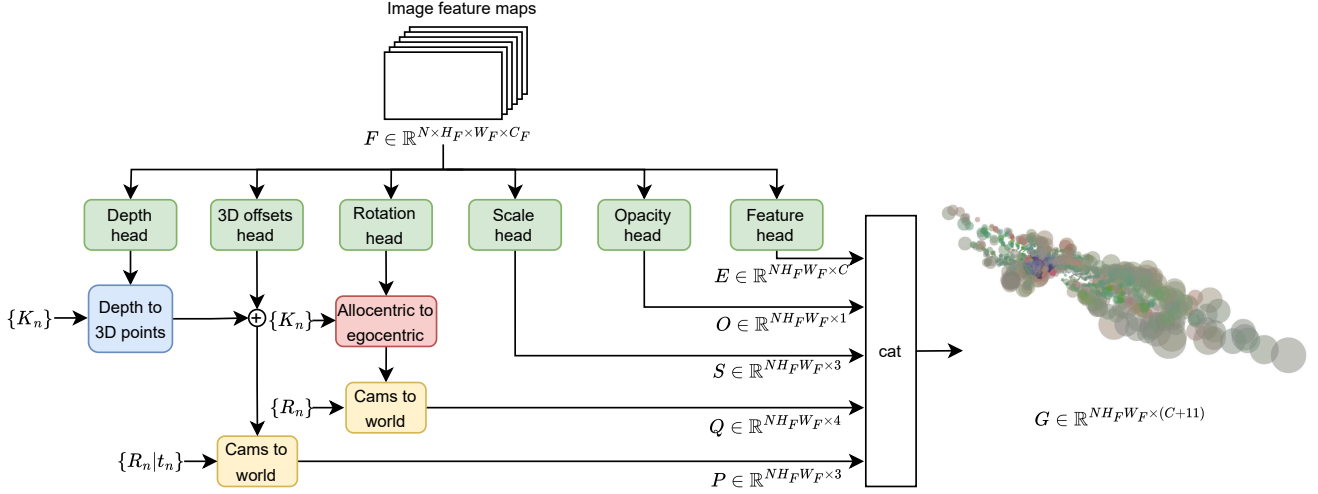 Image feature maps
F ∈ ℝ^{N×H_F×W_F×C_F}
Depth
head
3D offsets
head
Rotation
head
Scale
head
Opacity
head
Feature
head
E ∈ ℝ^{NH_FW_F×C}
{K_n}
Depth to
3D points
{K_n}
Allocentric to
egocentric
O ∈ ℝ^{NH_FW_F×1}
cat
S ∈ ℝ^{NH_FW_F×3}
{R_n}
Cams to
world
Q ∈ ℝ^{NH_FW_F×4}
G ∈ ℝ^{NH_FW_F×(C+11)}
{R_n|t_n}
Cams to
world
P ∈ ℝ^{NH_FW_F×3}